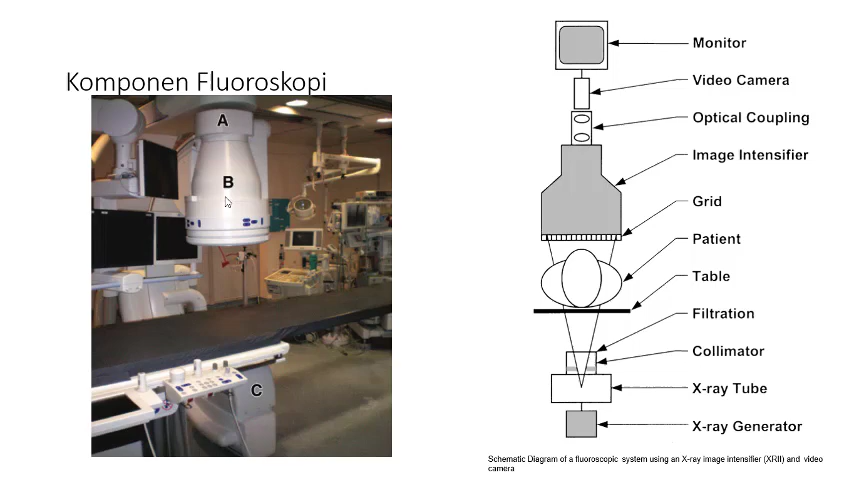 Komponen Fluoroskopi
A
B
C
Monitor
Video Camera
Optical Coupling
Image Intensifier
Grid
Patient
Table
Filtration
Collimator
X-ray Tube
X-ray Generator
Schematic Diagram of a fluoroscopic system using an X-ray image intensifier (XRII) and video
camera